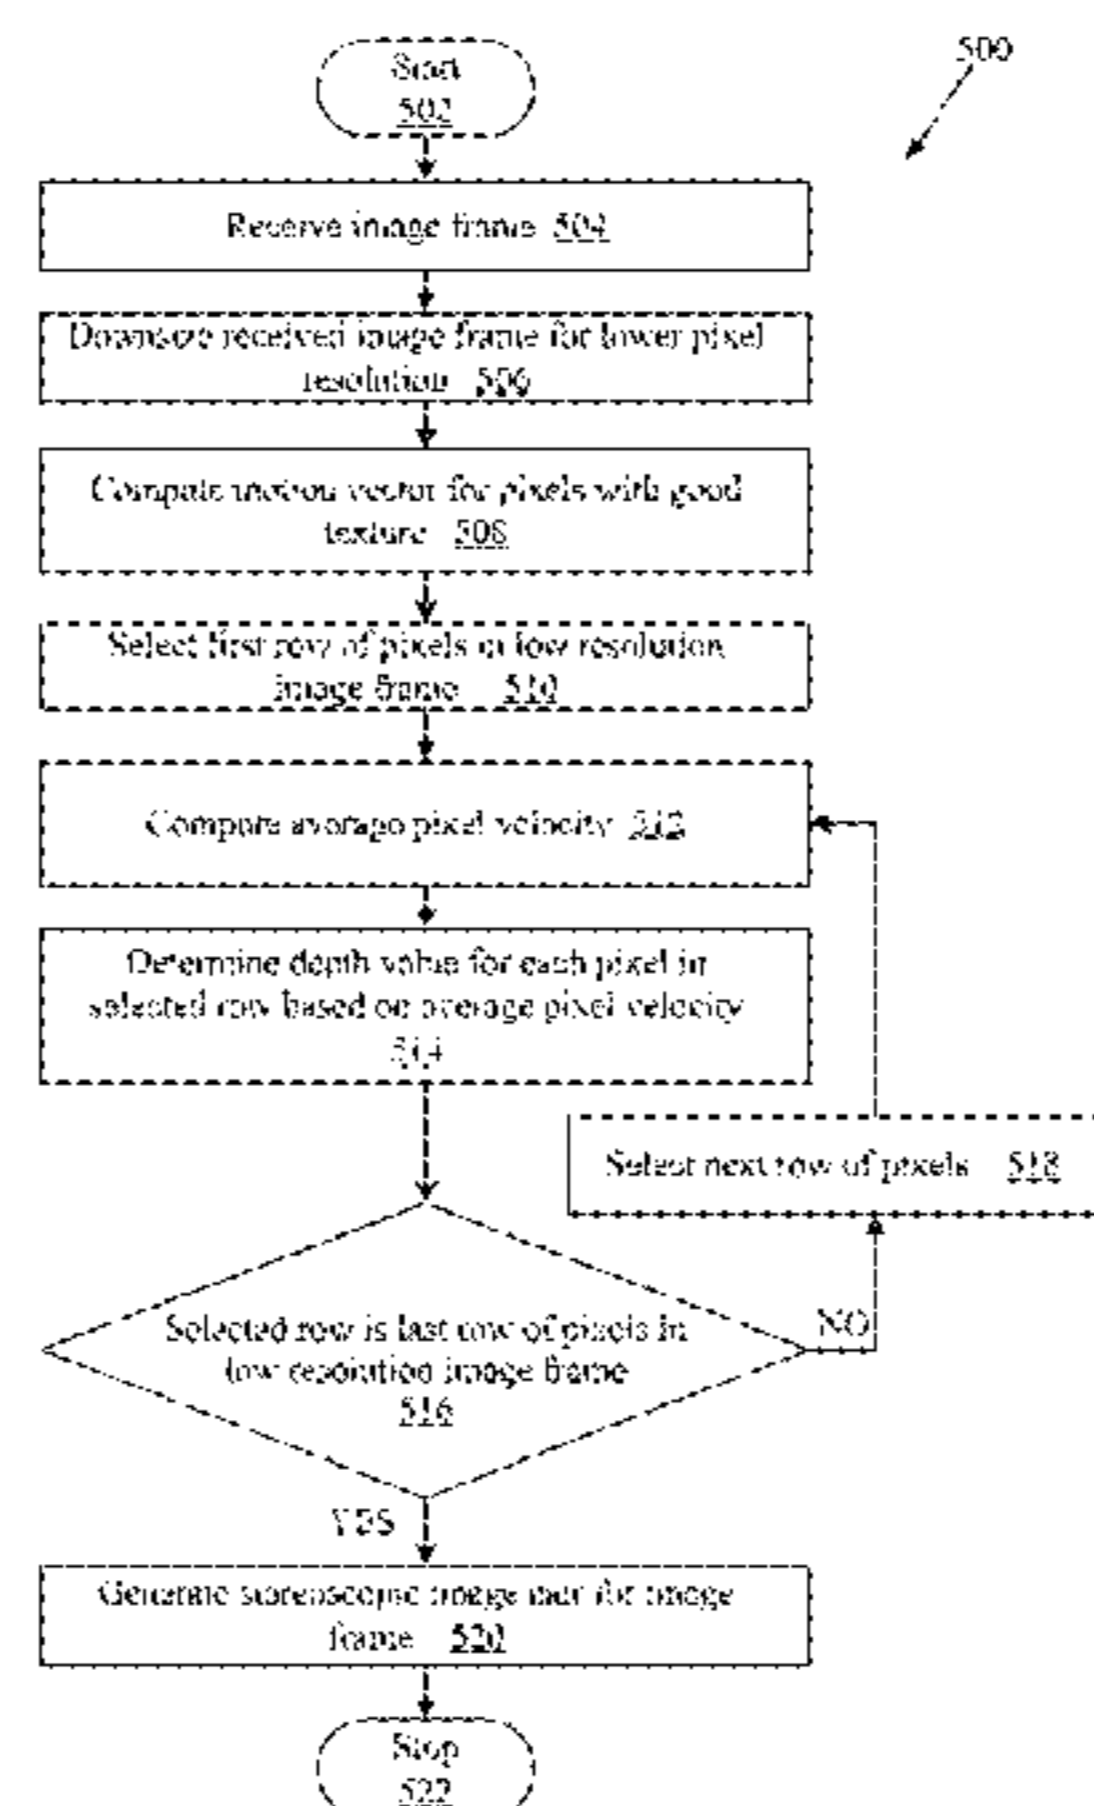 500
Start
502
Receive image frame 504
Downsize received image frame for lower pixel
resolution 506
Compute motion vector for pixels with good
texture 508
Select first row of pixels in low resolution
image frame 510
Compute average pixel velocity 512
Determine depth value for each pixel in
selected row based on average pixel velocity
514
Select next row of pixels 518
Selected row is last row of pixels in
low resolution image frame
516
NO
YES
Generate stereoscopic image pair for image
frame 520
Stop
522